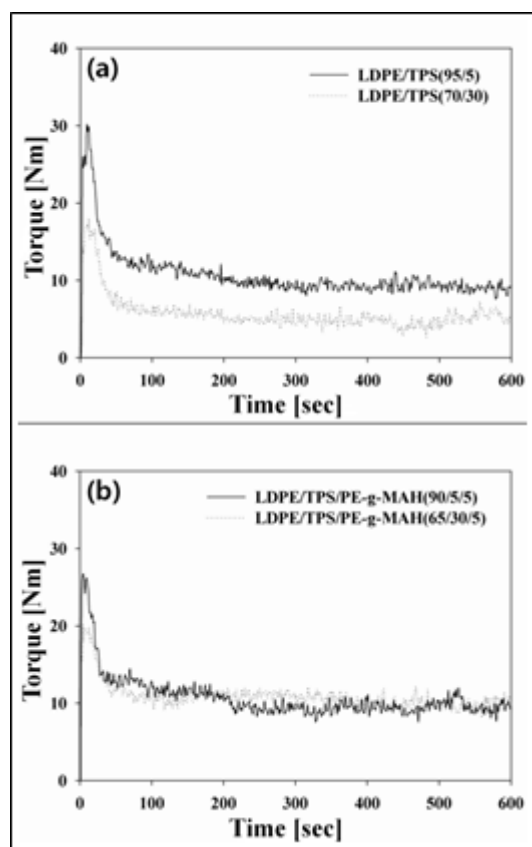 (a)
LDPE/TPS(95/5)
LDPE/TPS(70/30)
Torque [Nm]
40
30
20
10
0
0 100 200 300 400 500 600
Time [sec]
(b)
LDPE/TPS/PE-g-MAH(90/5/5)
LDPE/TPS/PE-g-MAH(65/30/5)
Torque [Nm]
40
30
20
10
0
0 100 200 300 400 500 600
Time [sec]